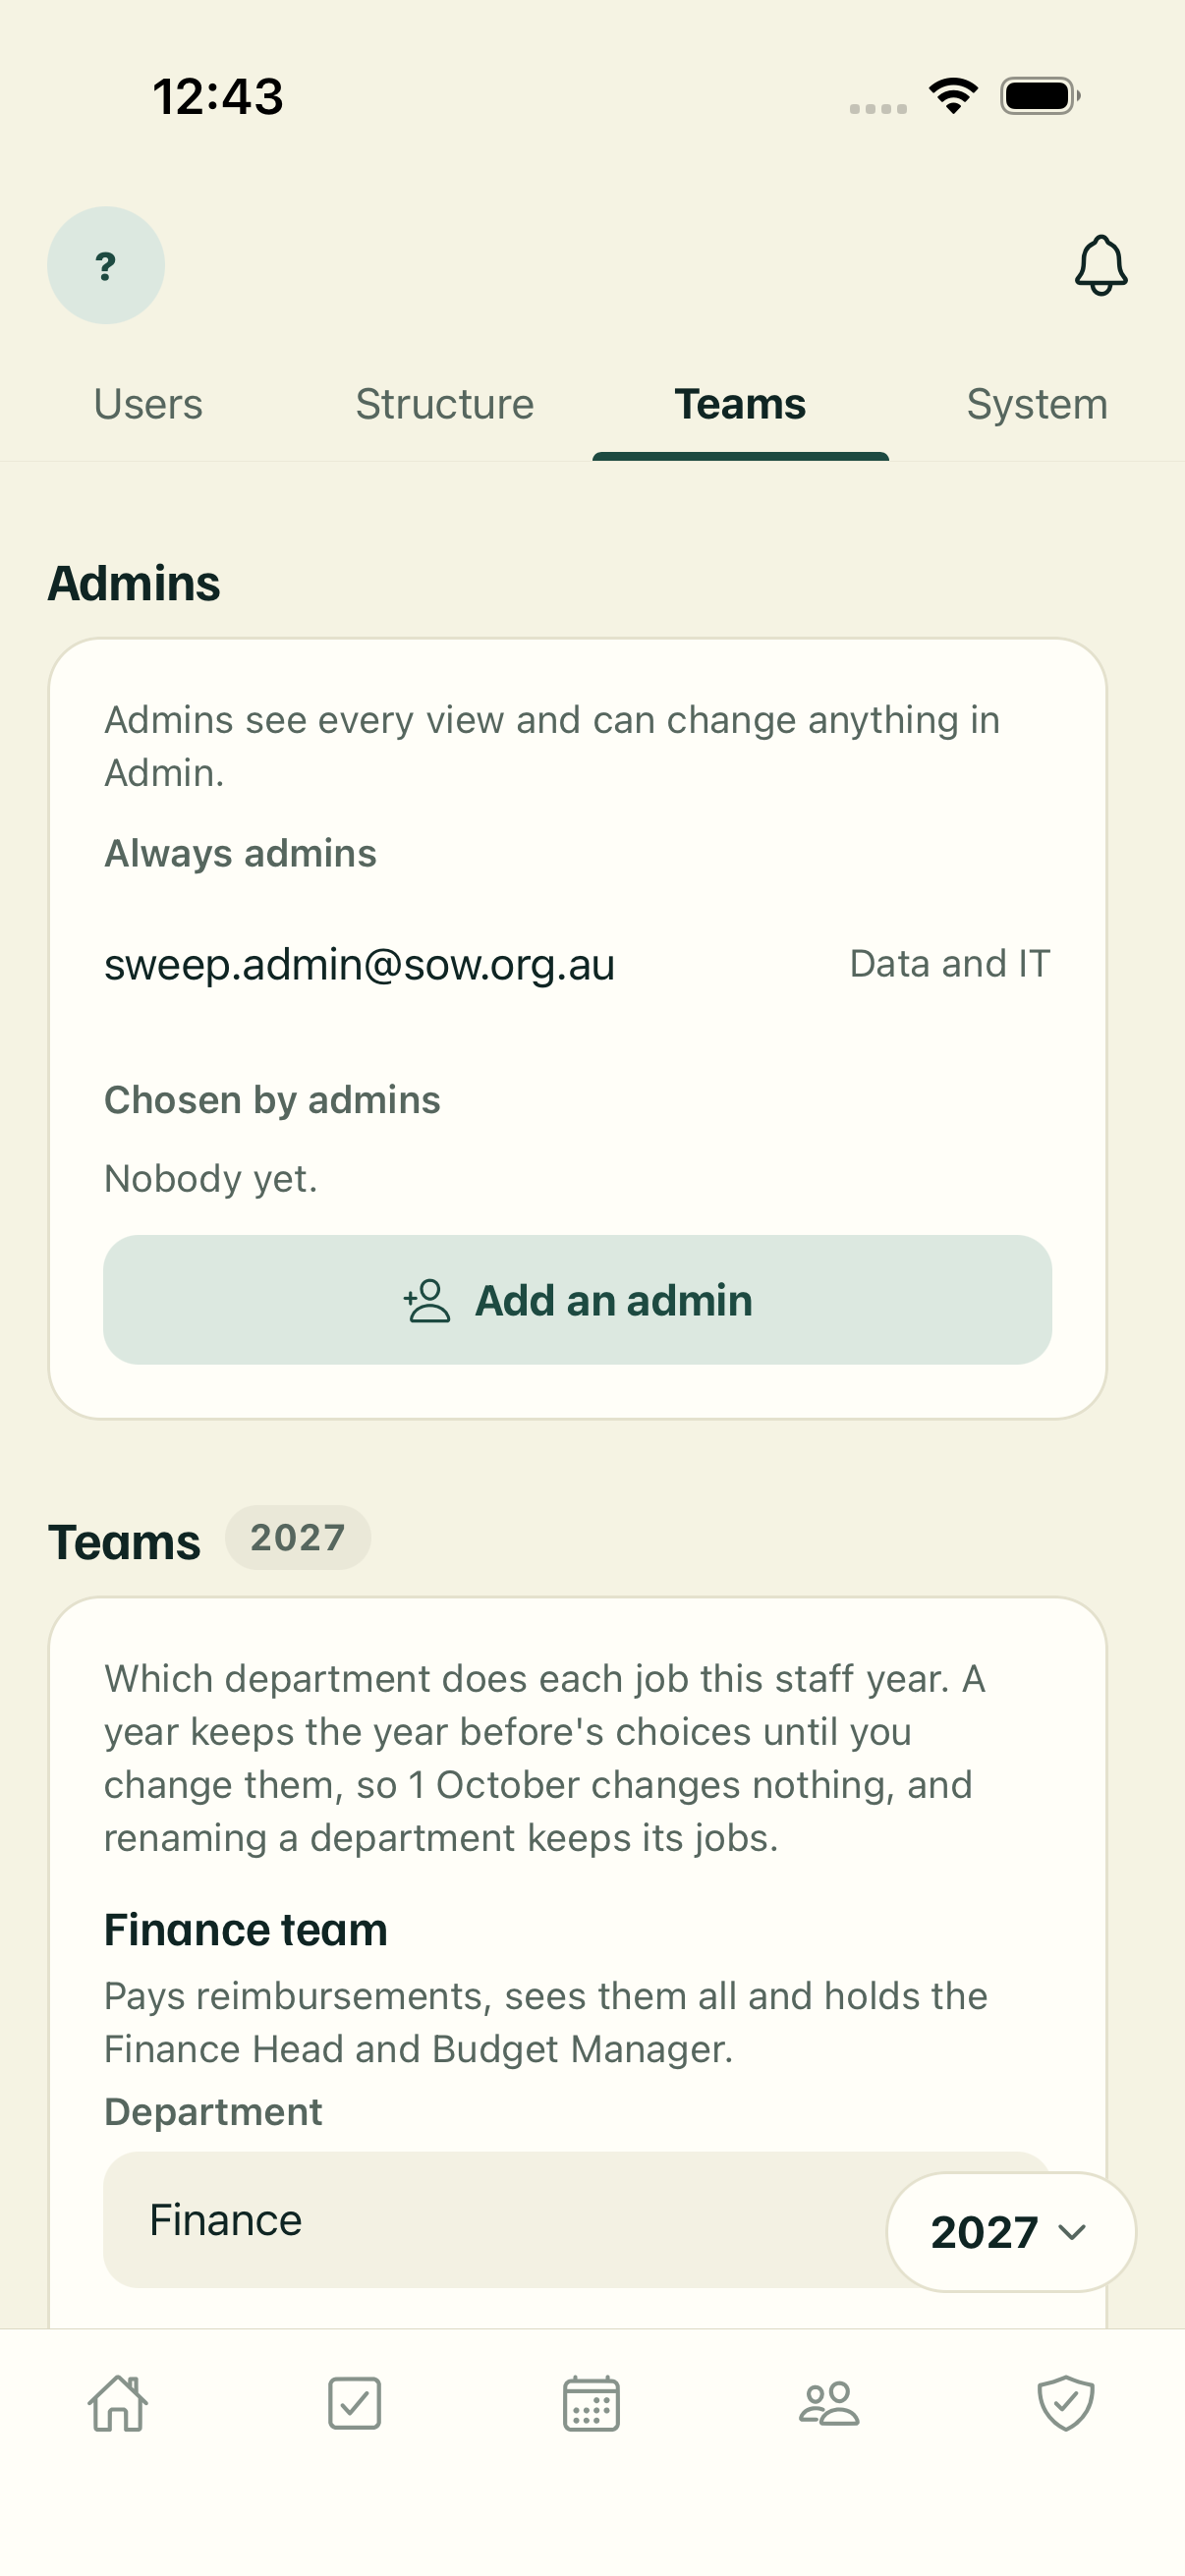 12:43
?
Users Structure Teams System
Admins
Admins see every view and can change anything in
Admin.
Always admins
sweep.admin@sow.org.au Data and IT
Chosen by admins
Nobody yet.
Add an admin
Teams 2027
Which department does each job this staff year. A
year keeps the year before's choices until you
change them, so 1 October changes nothing, and
renaming a department keeps its jobs.
Finance team
Pays reimbursements, sees them all and holds the
Finance Head and Budget Manager.
Department
Finance
2027